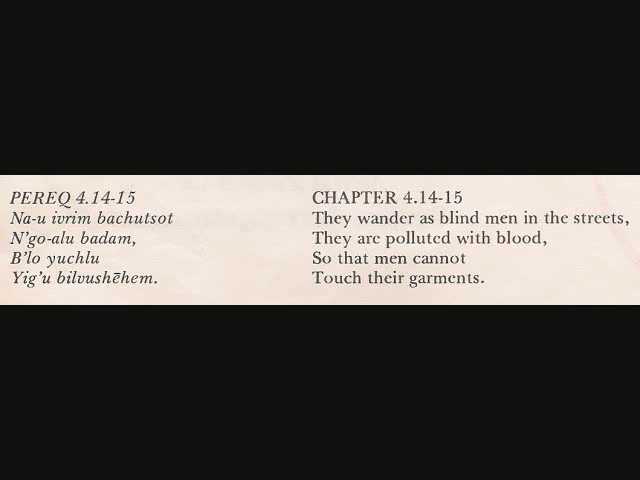 PEREQ 4.14-15
Na-u ivrim bachutsot
N'go-alu badam,
B'lo yuchlu
Yig'u bilvushēhem.
CHAPTER 4.14-15
They wander as blind men in the streets,
They are polluted with blood,
So that men cannot
Touch their garments.